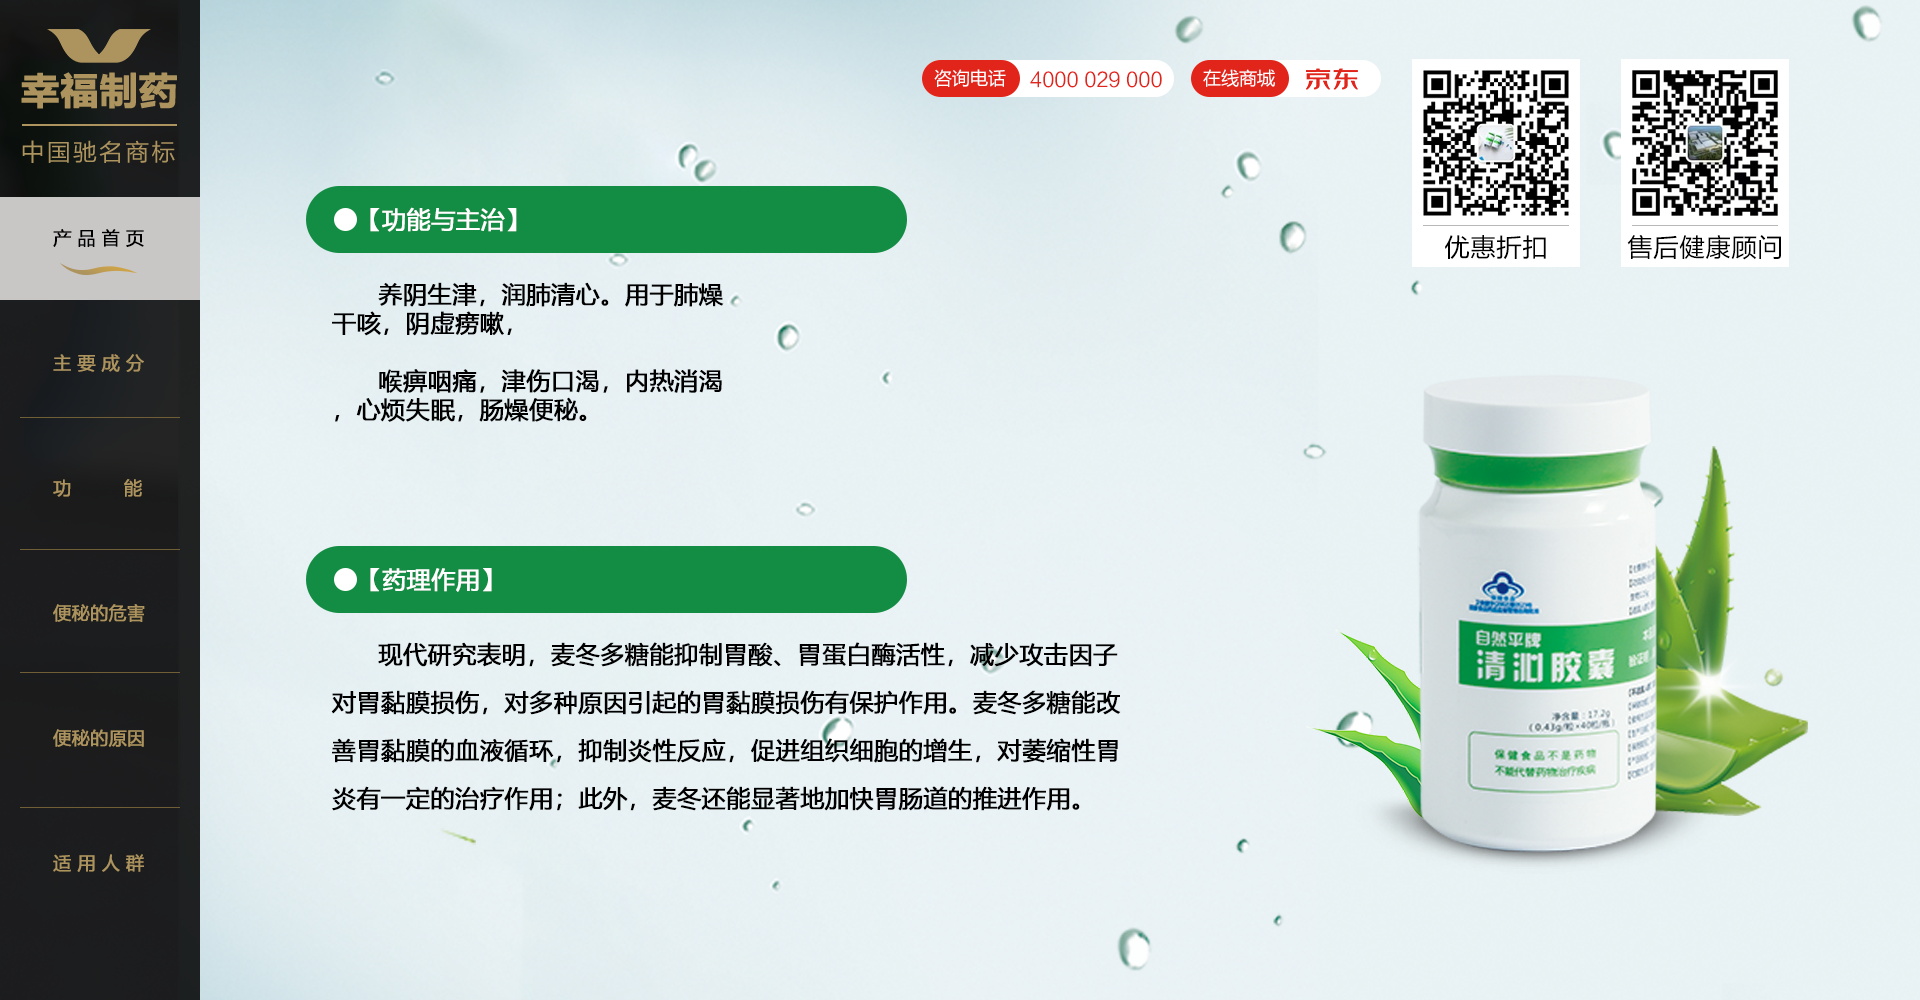 幸福制药
中国驰名商标
产品首页
主要成分
功 能
便秘的危害
便秘的原因
适用人群
咨询电话 4000 029 000
在线商城 京东
优惠折扣
售后健康顾问
●【功能与主治】
养阴生津，润肺清心。用于肺燥
干咳，阴虚痨嗽，
喉痹咽痛，津伤口渴，内热消渴
，心烦失眠，肠燥便秘。
●【药理作用】
现代研究表明，麦冬多糖能抑制胃酸、胃蛋白酶活性，减少攻击因子
对胃黏膜损伤，对多种原因引起的胃黏膜损伤有保护作用。麦冬多糖能改
善胃黏膜的血液循环，抑制炎性反应，促进组织细胞的增生，对萎缩性胃
炎有一定的治疗作用；此外，麦冬还能显著地加快胃肠道的推进作用。
自然平牌
清沁胶囊
净含量：17.2g
（0.43g/粒×40粒/瓶）
保健食品不是药物
不能代替药物治疗疾病